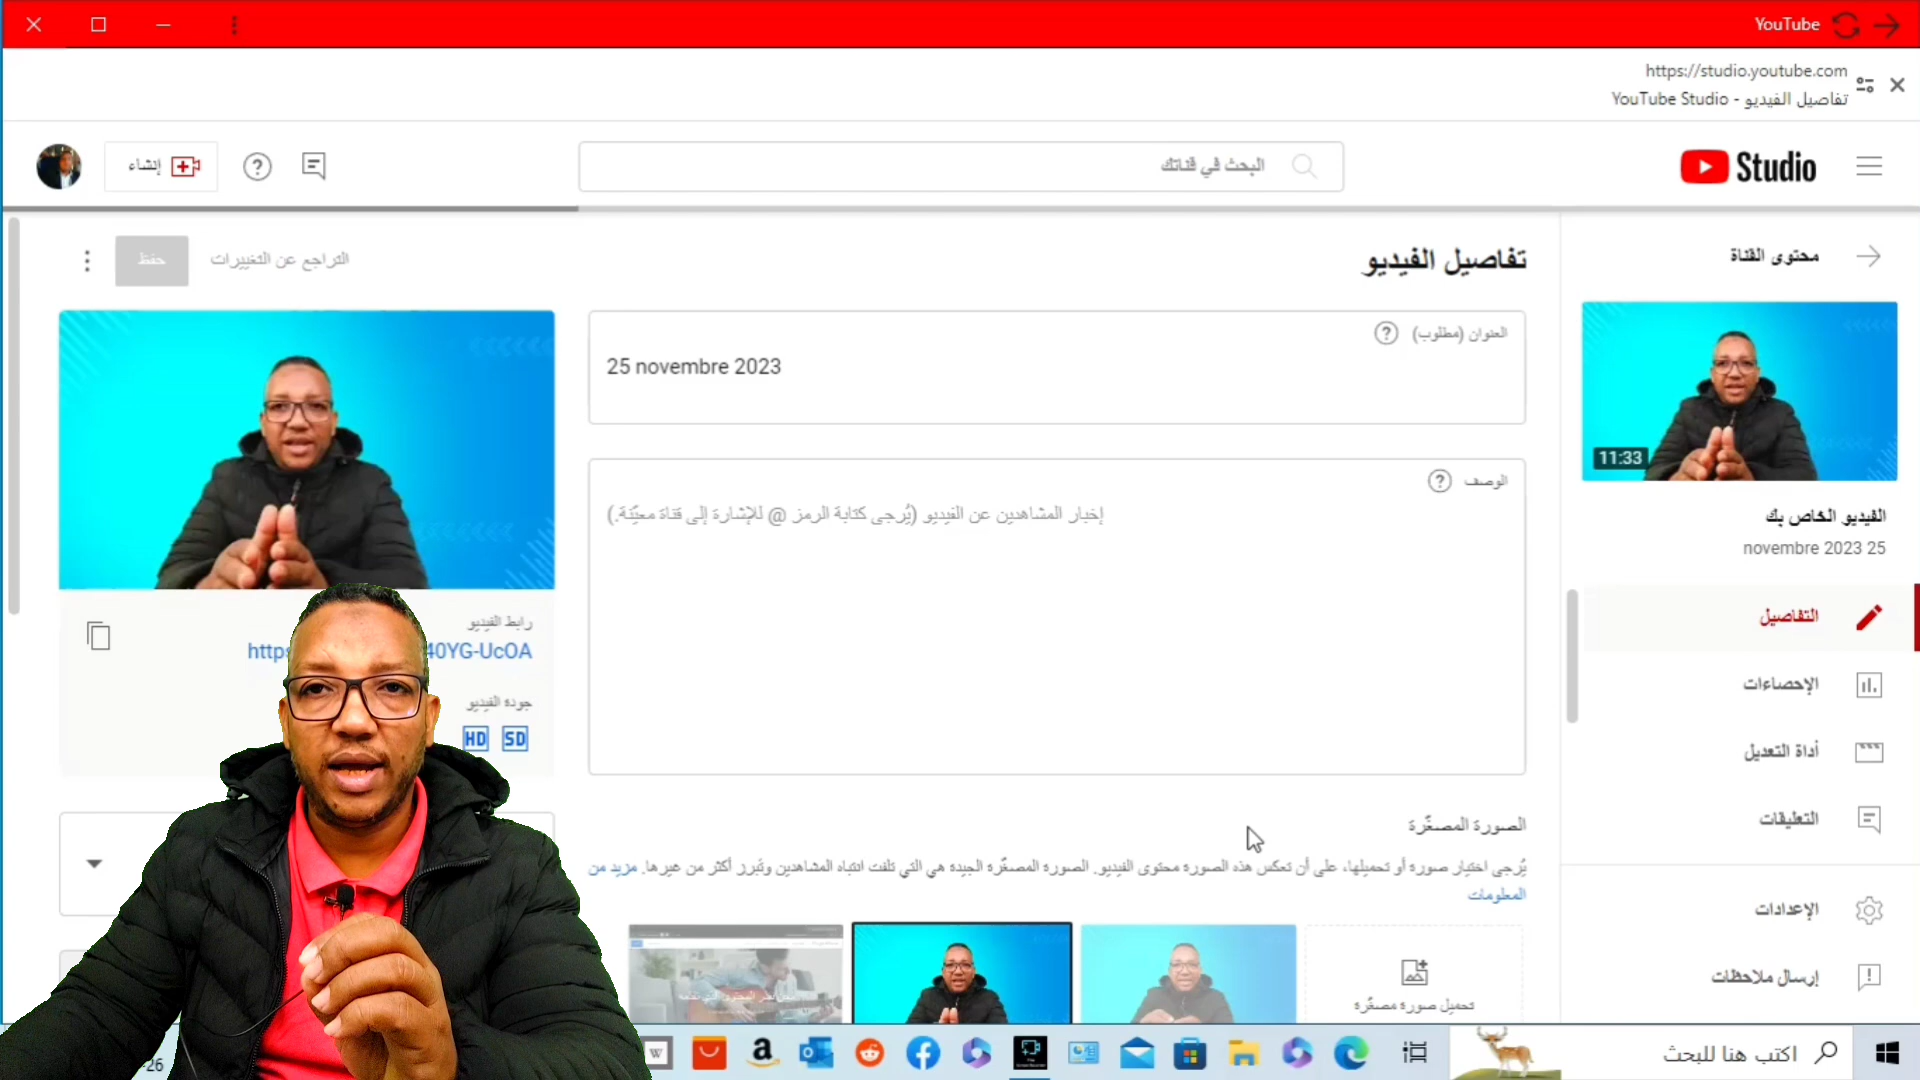 YouTube
https://studio.youtube.com
تفاصيل الفيديو - YouTube Studio
Studio
البحث في قناتك
إنشاء
محتوى القناة
تفاصيل الفيديو
التراجع عن التغييرات
حفظ
العنوان (مطلوب)
25 novembre 2023
11:33
الوصف
إخبار المشاهدين عن الفيديو (يُرجى كتابة الرمز @ للإشارة إلى قناة معيّنة.)
الفيديو الخاص بك
25 novembre 2023
التفاصيل
الإحصاءات
أداة التعديل
التعليقات
الإعدادات
إرسال ملاحظات
رابط الفيديو
https
40YG-UcOA
جودة الفيديو
SD
HD
الصورة المصغّرة
يُرجى اختيار صورة أو تحميلها، على أن تعكس هذه الصورة محتوى الفيديو. الصورة المصغّرة الجيدة هي التي تلفت انتباه المشاهدين وتبرز أكثر من غيرها. مزيد من
المعلومات
تحميل صورة مصغّرة
اكتب هنا للبحث
W
a
-26